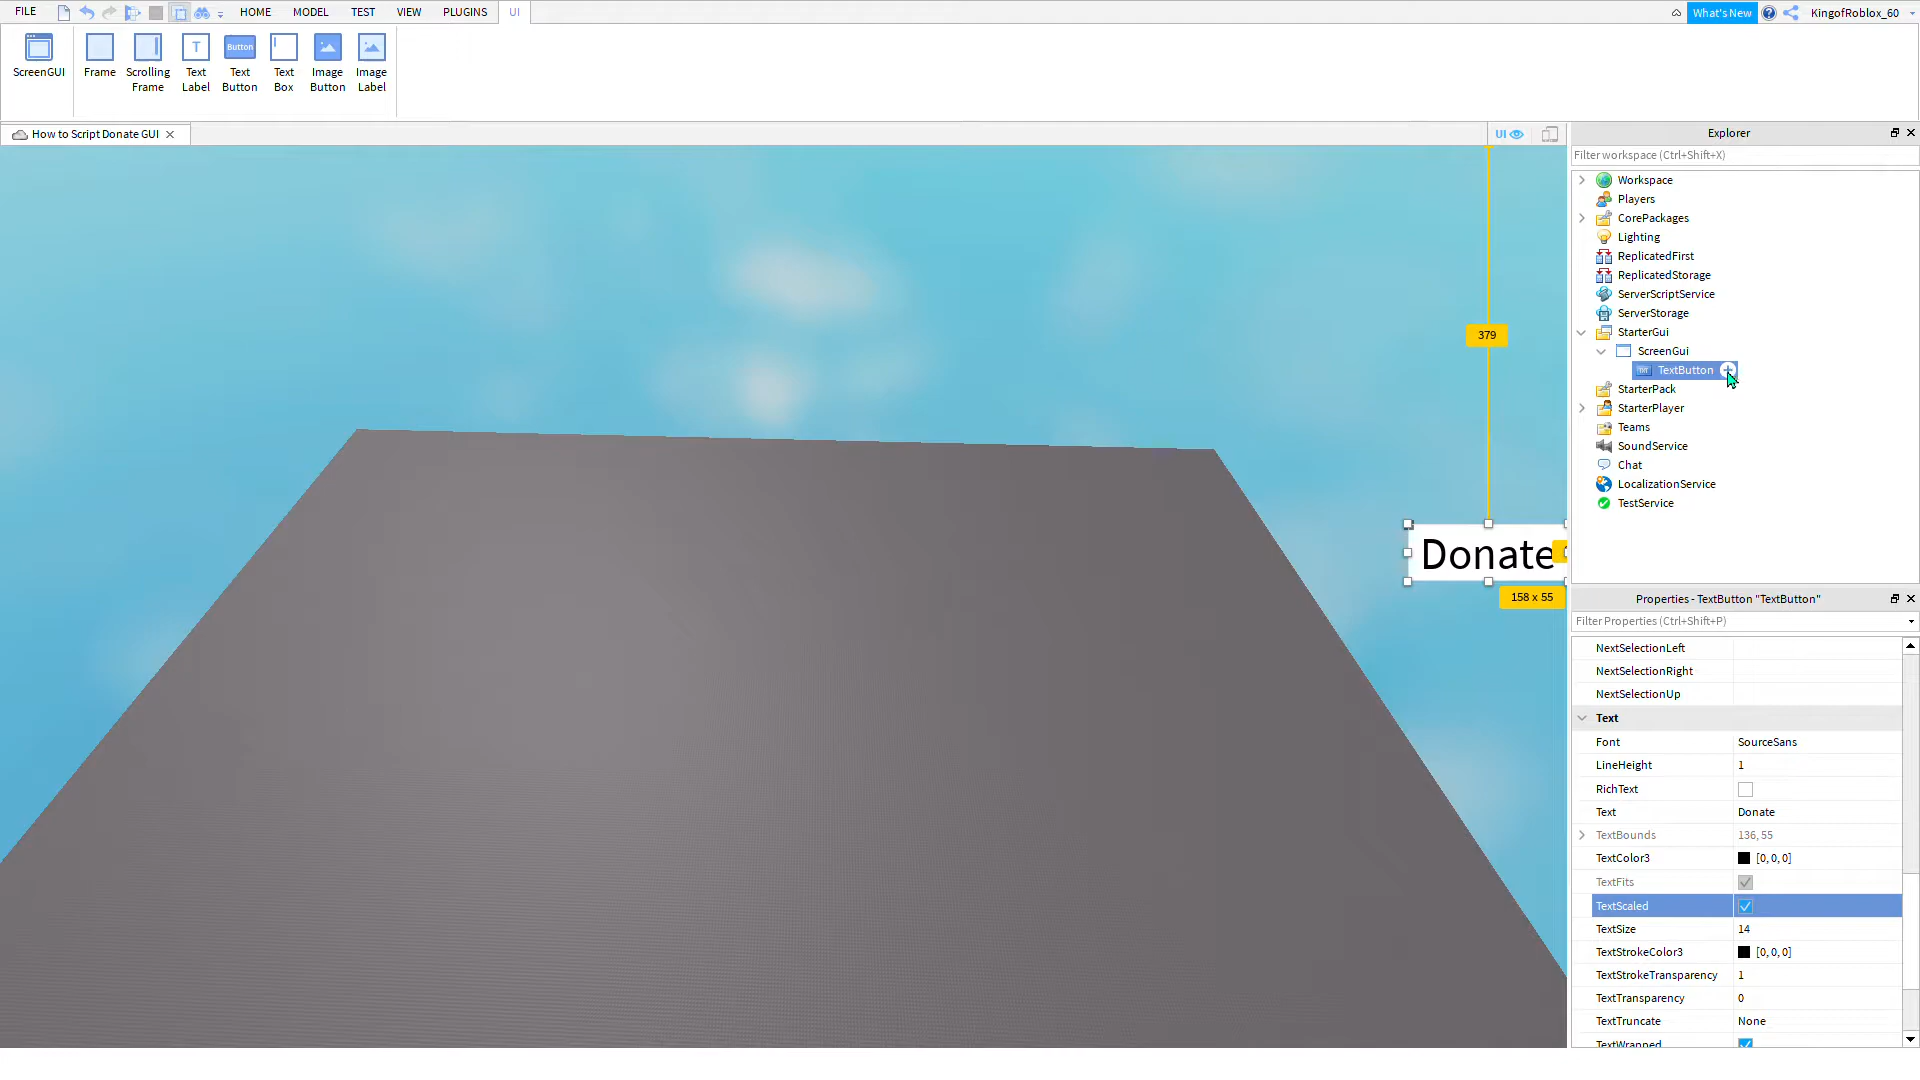 FILE
HOME
MODEL
TEST
VIEW
PLUGINS
UI
What's New
KingofRoblox_60
ScreenGUI
Frame
Scrolling
Frame
Text
Label
Button
Text
Button
Text
Box
Image
Button
Image
Label
How to Script Donate GUI
UI
Explorer
Filter workspace (Ctrl+Shift+X)
Workspace
Players
CorePackages
Lighting
ReplicatedFirst
ReplicatedStorage
ServerScriptService
ServerStorage
StarterGui
ScreenGui
TextButton
StarterPack
StarterPlayer
Teams
SoundService
Chat
LocalizationService
TestService
379
Donate
158 x 55
Properties - TextButton "TextButton"
Filter Properties (Ctrl+Shift+P)
NextSelectionLeft
NextSelectionRight
NextSelectionUp
Text
Font SourceSans
LineHeight 1
RichText
Text Donate
TextBounds 136, 55
TextColor3 [0, 0, 0]
TextFits
TextScaled
TextSize 14
TextStrokeColor3 [0, 0, 0]
TextStrokeTransparency 1
TextTransparency 0
TextTruncate None
TextWrapped